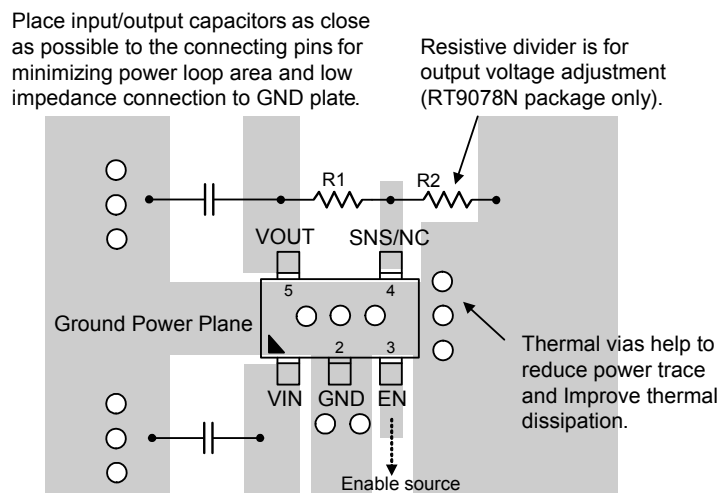 Place input/output capacitors as close
as possible to the connecting pins for
minimizing power loop area and low
impedance connection to GND plate.
Resistive divider is for
output voltage adjustment
(RT9078N package only).
R1
R2
VOUT
SNS/NC
5
4
Ground Power Plane
2
3
VIN
GND
EN
Thermal vias help to
reduce power trace
and Improve thermal
dissipation.
Enable source